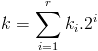 k = \sum_{i=1}^{r} k_i.2^i